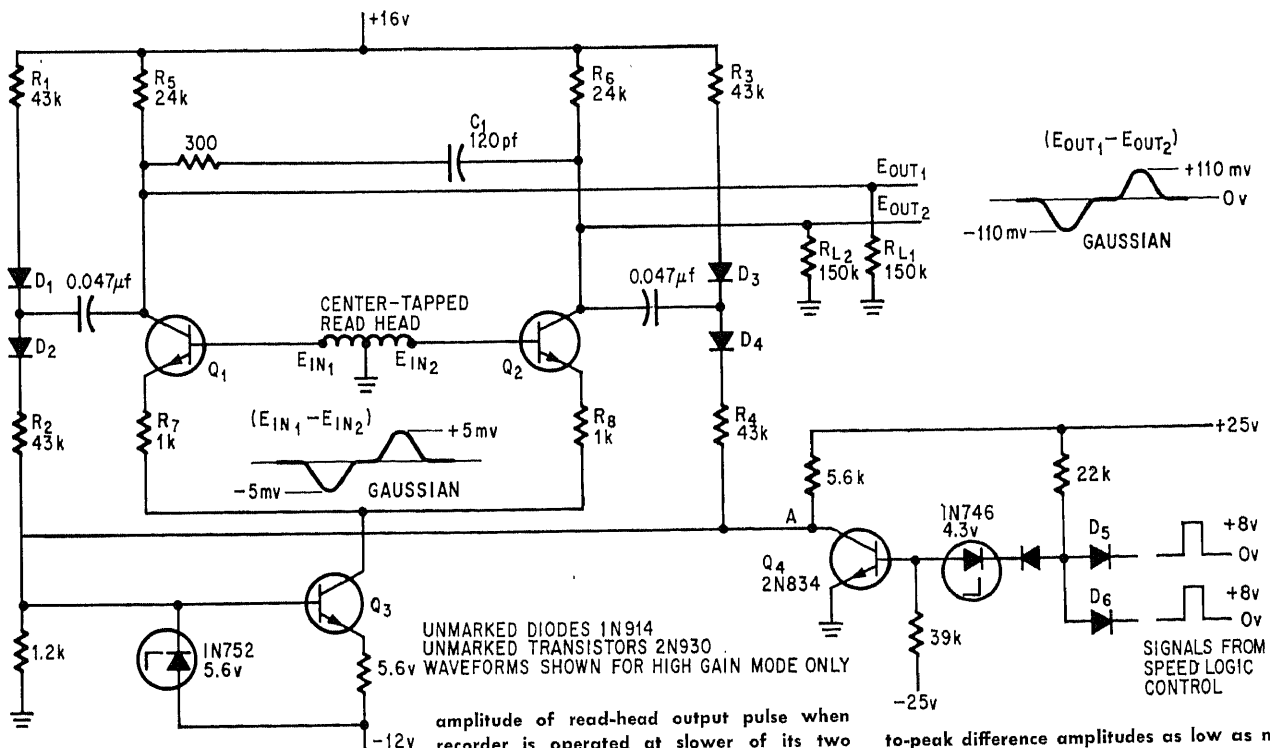 +16v
R1
43k
R5
24k
R6
24k
R3
43k
300
C1
120pf
(EOUT1 – EOUT2)
+110 mv
0 v
-110 mv
GAUSSIAN
EOUT1
EOUT2
RL2
150k
RL1
150k
D1
0.047μf
0.047μf
D3
CENTER-TAPPED
READ HEAD
D2
EIN1
EIN2
D4
Q1
Q2
R2
43k
R7
1k
(EIN1 – EIN2)
+5mv
-5mv
GAUSSIAN
R8
1k
R4
43k
+25v
5.6k
22k
A
1N746
4.3v
D5
+8v
0v
Q4
2N834
D6
+8v
0v
39k
-25v
SIGNALS FROM
SPEED LOGIC
CONTROL
Q3
1.2k
IN752
5.6v
5.6v
UNMARKED DIODES 1N914
UNMARKED TRANSISTORS 2N930
WAVEFORMS SHOWN FOR HIGH GAIN MODE ONLY
-12v
amplitude of read-head output pulse when
recorder is operated at slower of its two
to-peak difference amplitudes as low as